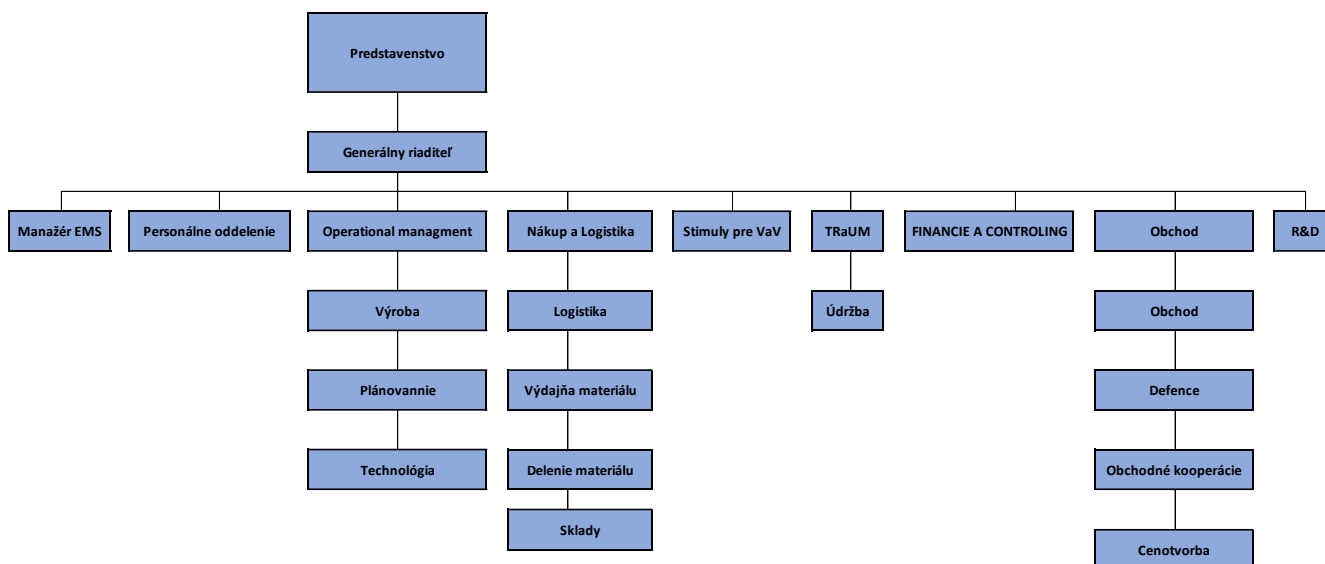 Predstavenstvo
Generálny riaditeľ
Manažér EMS
Personálne oddelenie
Operational managment
Nákup a Logistika
Stimuly pre VaV
TRaUM
FINANCIE A CONTROLING
Obchod
R&D
Výroba
Logistika
Údržba
Obchod
Plánovannie
Výdajňa materiálu
Defence
Technológia
Delenie materiálu
Obchodné kooperácie
Sklady
Cenotvorba